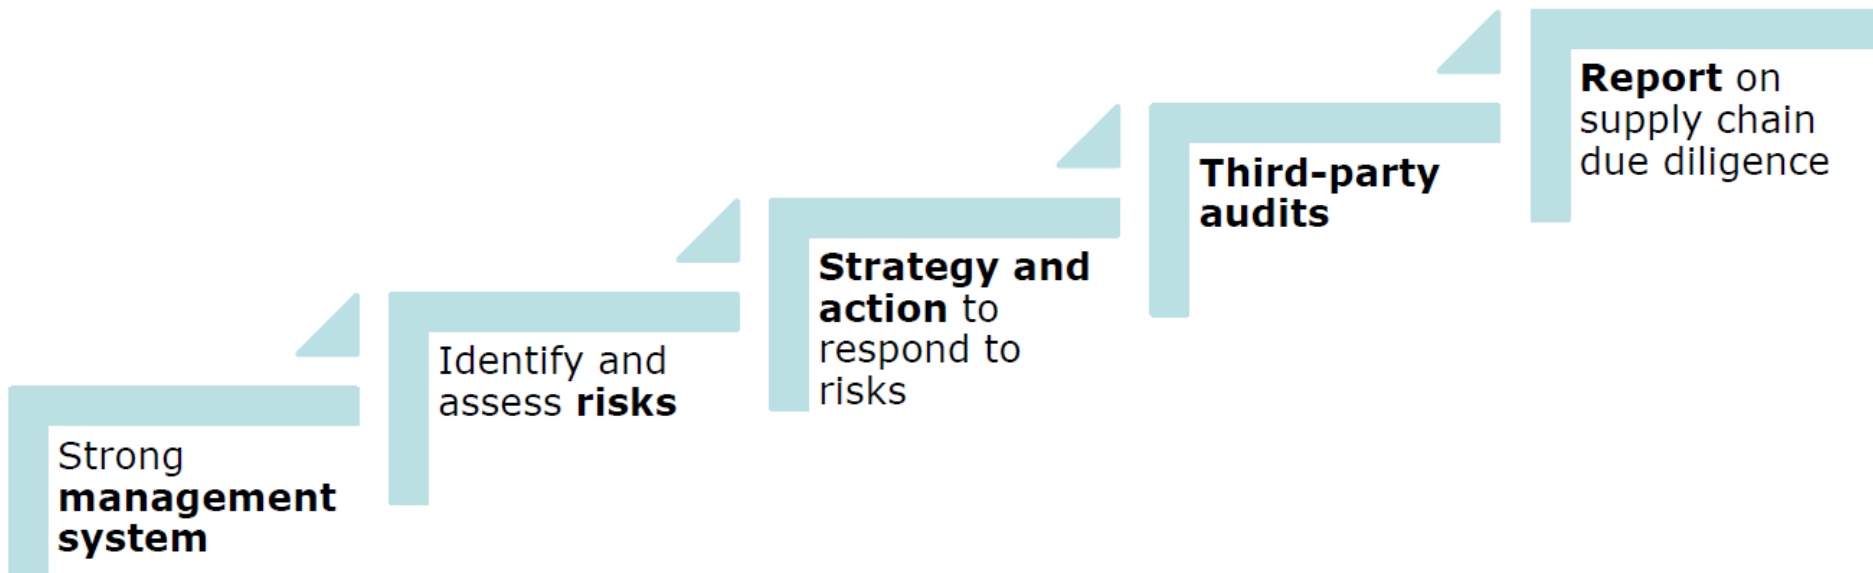 Strong
management
system
Identify and
assess risks
Strategy and
action to
respond to
risks
Third-party
audits
Report on
supply chain
due diligence